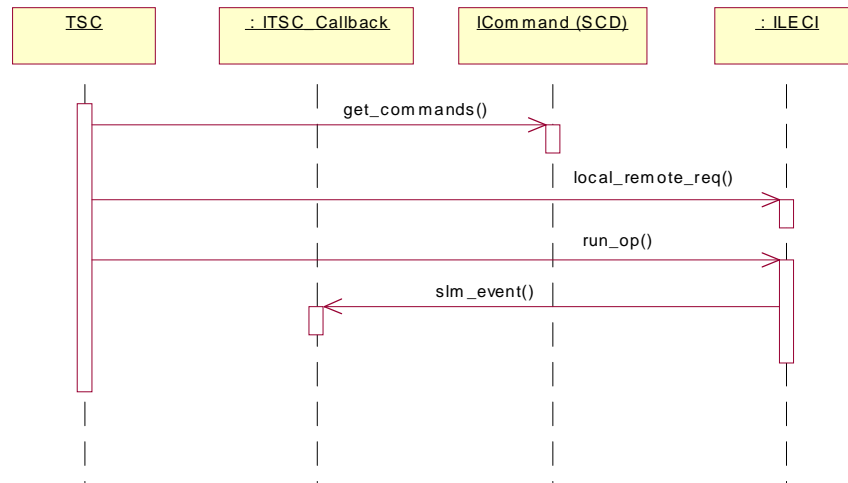 TSC
: ITSC_Callback
ICommand (SCD)
: ILECI
get_commands()
local_remote_req()
run_op()
slm_event()